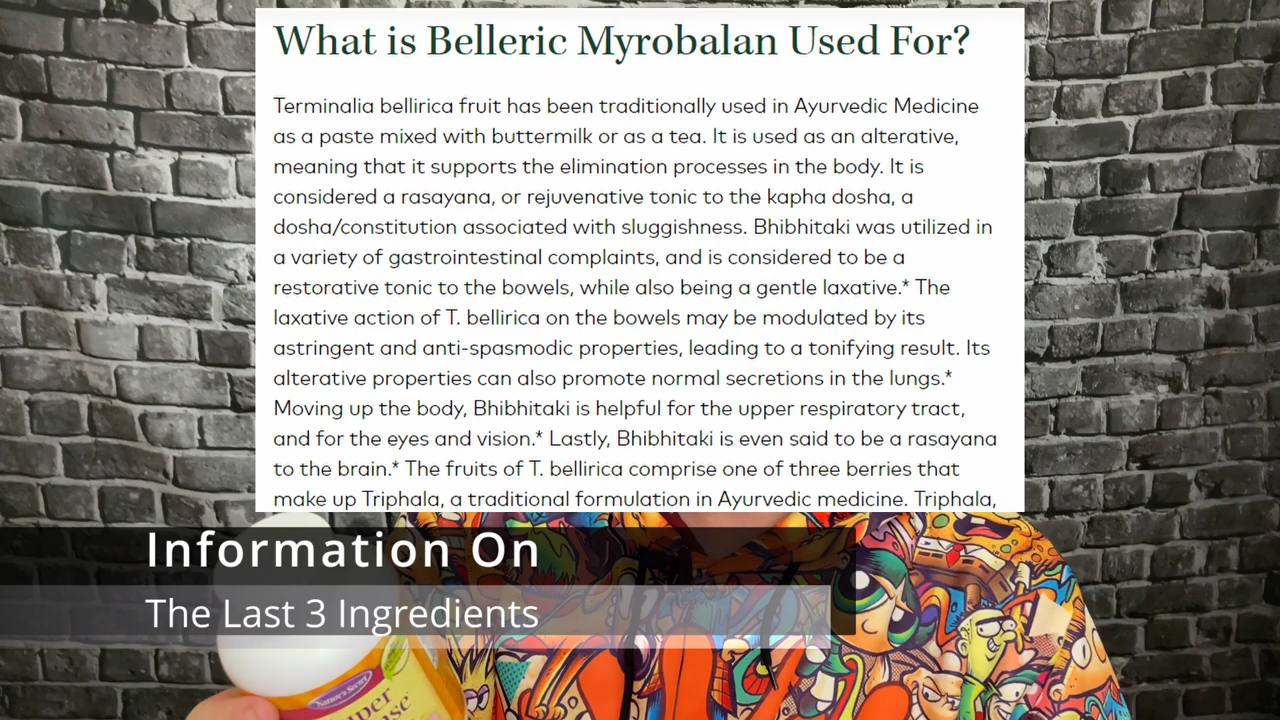 What is Belleric Myrobalan Used For?
Terminalia bellirica fruit has been traditionally used in Ayurvedic Medicine
as a paste mixed with buttermilk or as a tea. It is used as an alterative,
meaning that it supports the elimination processes in the body. It is
considered a rasayana, or rejuvenative tonic to the kapha dosha, a
dosha/constitution associated with sluggishness. Bhibhitaki was utilized in
a variety of gastrointestinal complaints, and is considered to be a
restorative tonic to the bowels, while also being a gentle laxative.* The
laxative action of T. bellirica on the bowels may be modulated by its
astringent and anti-spasmodic properties, leading to a tonifying result. Its
alterative properties can also promote normal secretions in the lungs.*
Moving up the body, Bhibhitaki is helpful for the upper respiratory tract,
and for the eyes and vision.* Lastly, Bhibhitaki is even said to be a rasayana
to the brain.* The fruits of T. bellirica comprise one of three berries that
make up Triphala, a traditional formulation in Ayurvedic medicine. Triphala,
Information On
The Last 3 Ingredients
Nature's Secret